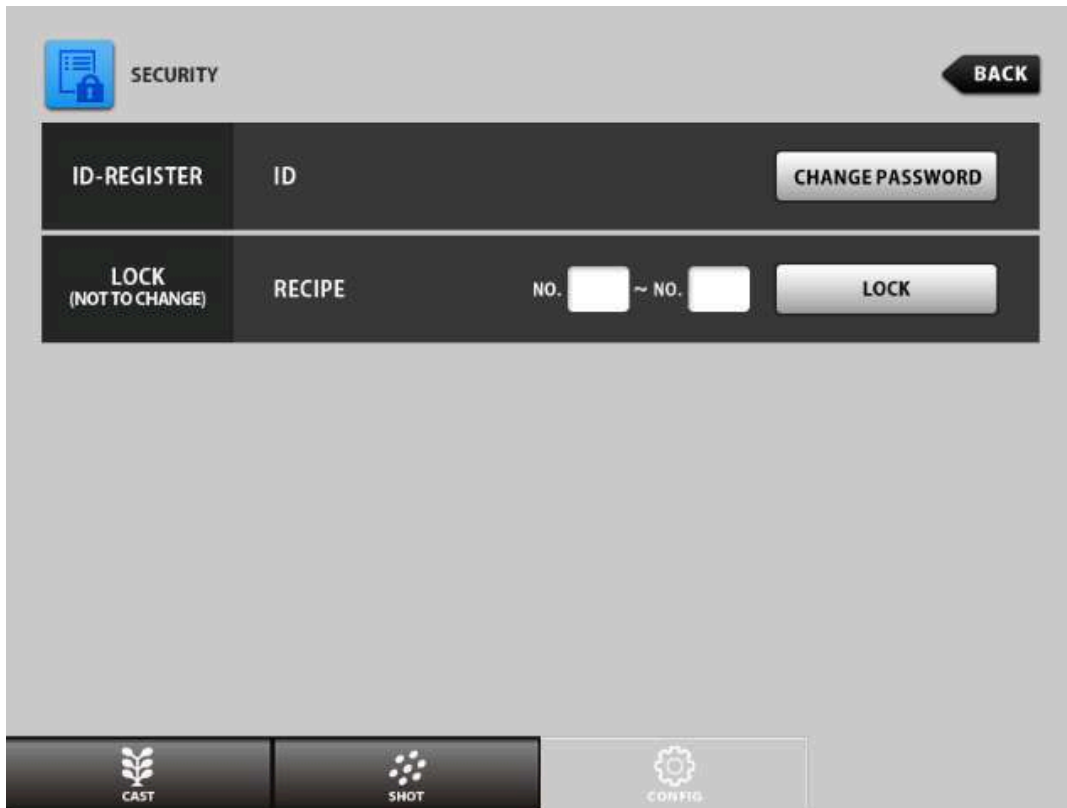 SECURITY
BACK
ID-REGISTER ID CHANGE PASSWORD
LOCK
(NOT TO CHANGE)
RECIPE NO. ~ NO. LOCK
CAST SHOT CONFIG